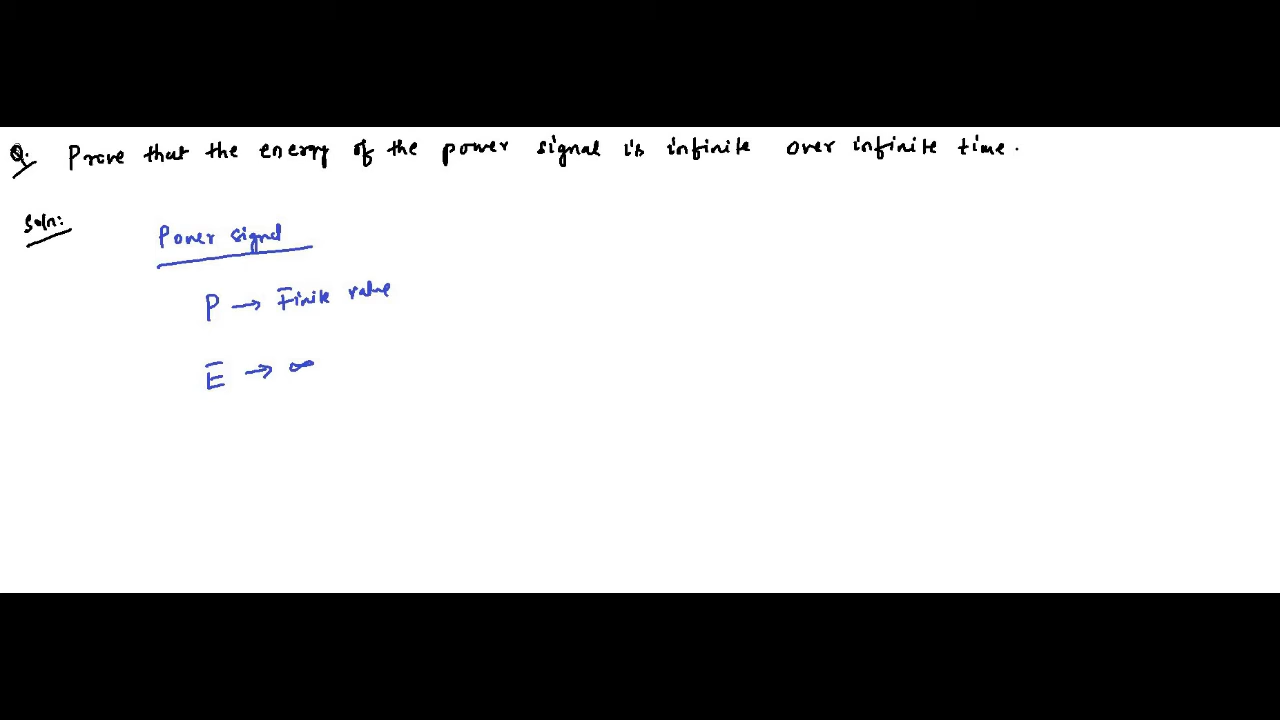 Q. Prove that the energy of the power signal is infinite over infinite time.
Soln:
Power signal
P → Finite value
E → ∞